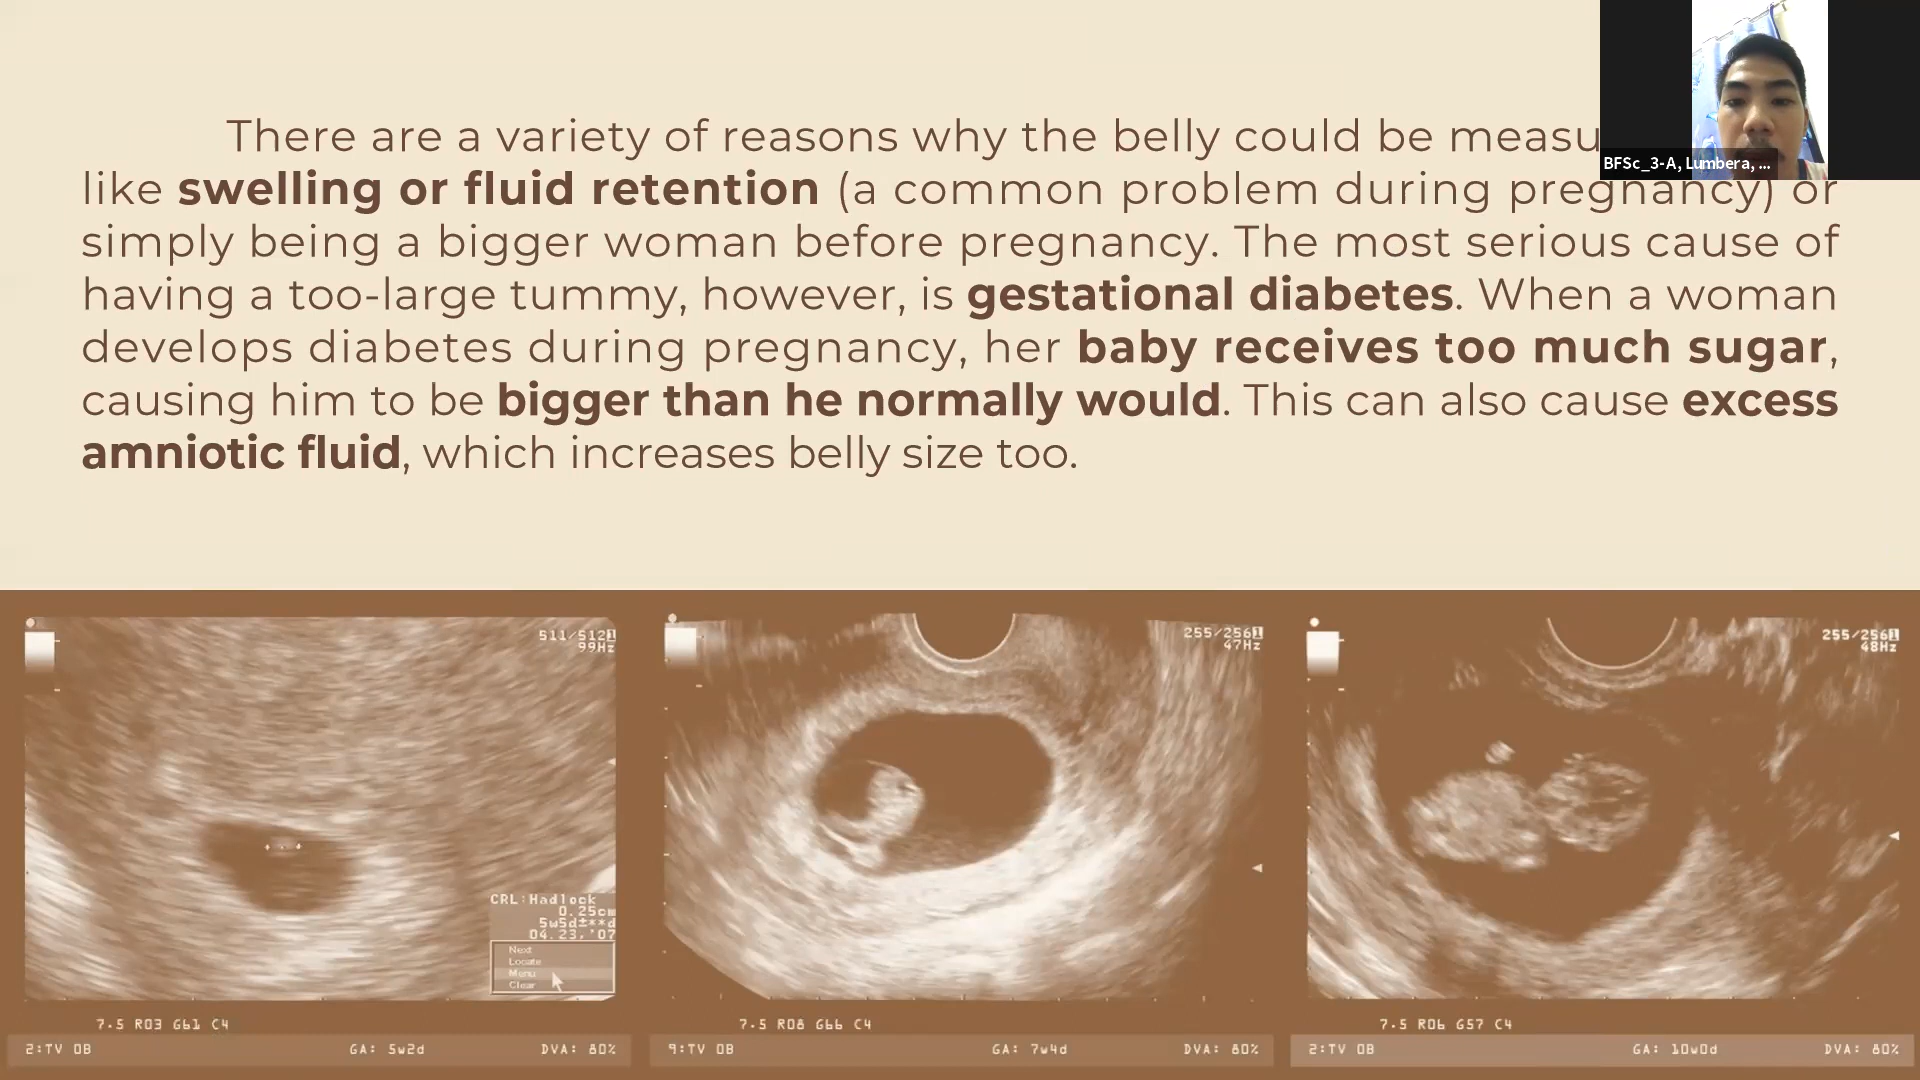 There are a variety of reasons why the belly could be
like swelling or fluid retention (a common problem during pregnancy) or
simply being a bigger woman before pregnancy. The most serious cause of
having a too-large tummy, however, is gestational diabetes. When a woman
develops diabetes during pregnancy, her baby receives too much sugar,
causing him to be bigger than he normally would. This can also cause excess
amniotic fluid, which increases belly size too.
BFSc_3-A, Lumbera, ...
511/512
99Hz
CRL:Hadlock
0.25cm
5w5d±**d
04.23,'07
Next
Locate
Menu
Clear
7.5 R03 G61 C4
2:TV OB GA: 5w2d DVA: 80%
255/256
47Hz
7.5 R08 G66 C4
9:TV OB GA: 7w4d DVA: 80%
255/256
48Hz
7.5 R06 G57 C4
2:TV OB GA: 10w0d DVA: 80%